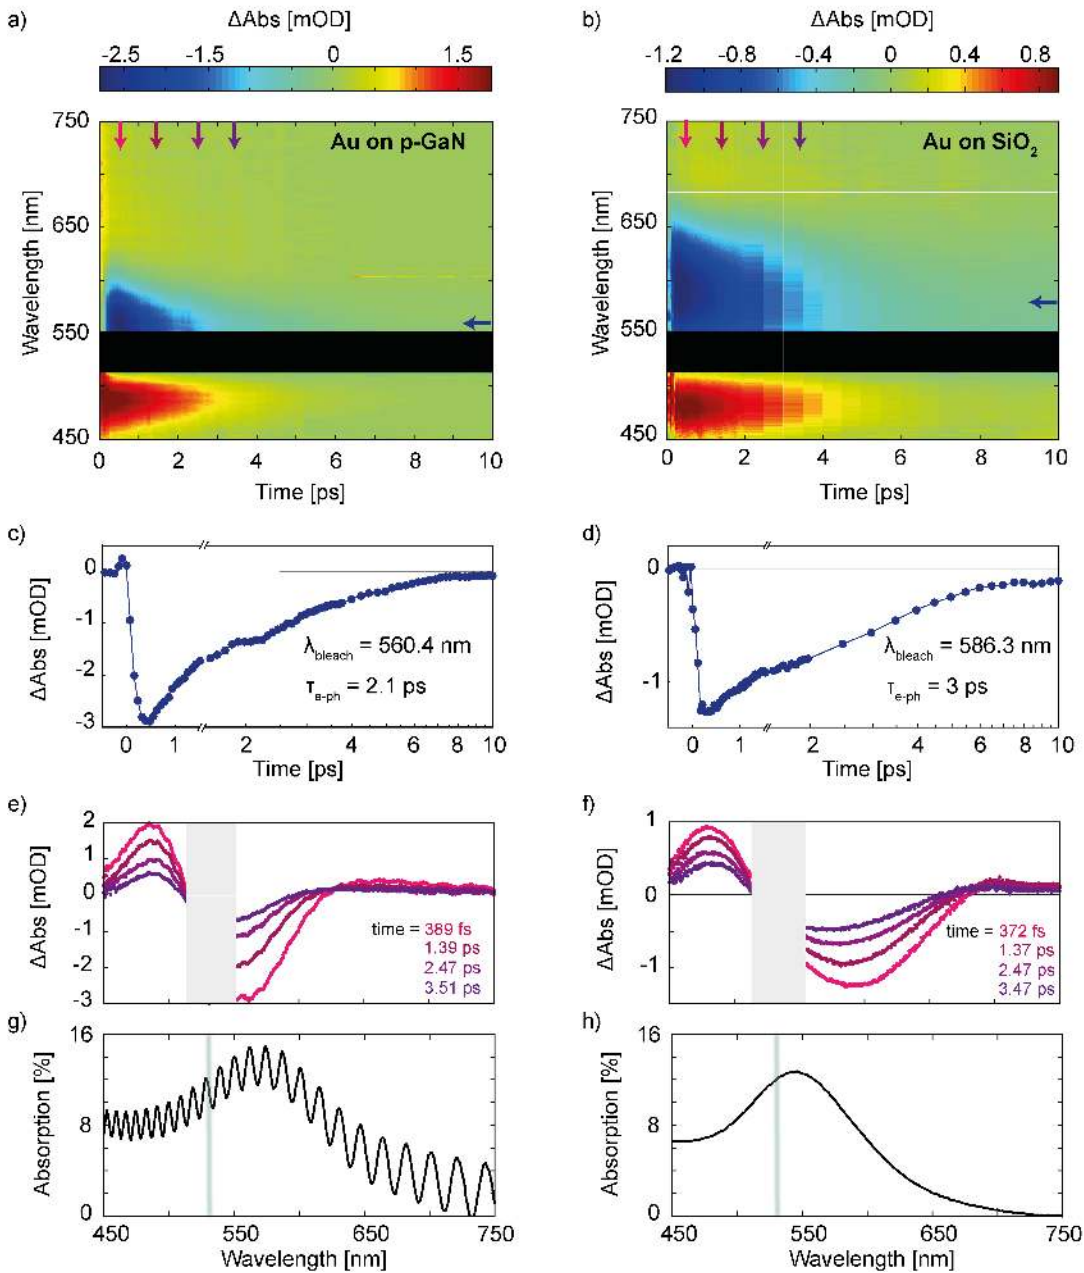 a)
ΔAbs [mOD]
-2.5 -1.5 0 1.5
Au on p-GaN
Wavelength [nm]
750
650
550
450
0 2 4 6 8 10
Time [ps]
b)
ΔAbs [mOD]
-1.2 -0.8 -0.4 0 0.4 0.8
Au on SiO₂
Wavelength [nm]
750
650
550
450
0 2 4 6 8 10
Time [ps]
c)
ΔAbs [mOD]
0
-1
-2
-3
λbleach = 560.4 nm
τe-ph = 2.1 ps
0 1 2 4 6 8 10
Time [ps]
d)
ΔAbs [mOD]
0
-1
λbleach = 586.3 nm
τe-ph = 3 ps
0 1 2 4 6 8 10
Time [ps]
e)
ΔAbs [mOD]
2
1
0
-1
-2
-3
time = 389 fs
1.39 ps
2.47 ps
3.51 ps
f)
ΔAbs [mOD]
1
0
-1
time = 372 fs
1.37 ps
2.47 ps
3.47 ps
g)
Absorption [%]
16
8
0
450 550 650 750
Wavelength [nm]
h)
Absorption [%]
16
8
0
450 550 650 750
Wavelength [nm]